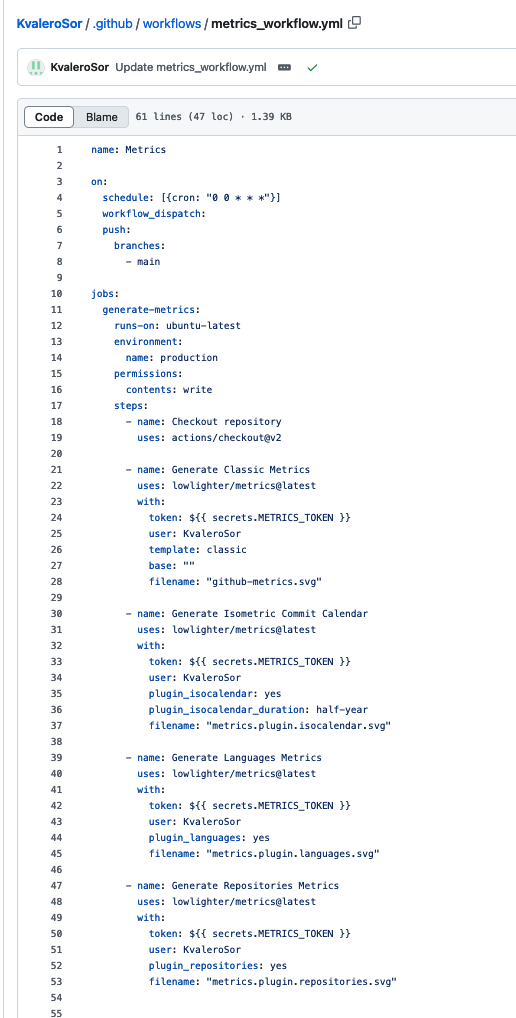 KvaleroSor / .github / workflows / metrics_workflow.yml
KvaleroSor Update metrics_workflow.yml
Code Blame 61 lines (47 loc) · 1.39 KB
1 name: Metrics
2
3 on:
4 schedule: [{cron: "0 0 * * *"}]
5 workflow_dispatch:
6 push:
7 branches:
8 - main
9
10 jobs:
11 generate-metrics:
12 runs-on: ubuntu-latest
13 environment:
14 name: production
15 permissions:
16 contents: write
17 steps:
18 - name: Checkout repository
19 uses: actions/checkout@v2
20
21 - name: Generate Classic Metrics
22 uses: lowlighter/metrics@latest
23 with:
24 token: ${{ secrets.METRICS_TOKEN }}
25 user: KvaleroSor
26 template: classic
27 base: ""
28 filename: "github-metrics.svg"
29
30 - name: Generate Isometric Commit Calendar
31 uses: lowlighter/metrics@latest
32 with:
33 token: ${{ secrets.METRICS_TOKEN }}
34 user: KvaleroSor
35 plugin_isocalendar: yes
36 plugin_isocalendar_duration: half-year
37 filename: "metrics.plugin.isocalendar.svg"
38
39 - name: Generate Languages Metrics
40 uses: lowlighter/metrics@latest
41 with:
42 token: ${{ secrets.METRICS_TOKEN }}
43 user: KvaleroSor
44 plugin_languages: yes
45 filename: "metrics.plugin.languages.svg"
46
47 - name: Generate Repositories Metrics
48 uses: lowlighter/metrics@latest
49 with:
50 token: ${{ secrets.METRICS_TOKEN }}
51 user: KvaleroSor
52 plugin_repositories: yes
53 filename: "metrics.plugin.repositories.svg"
54
55